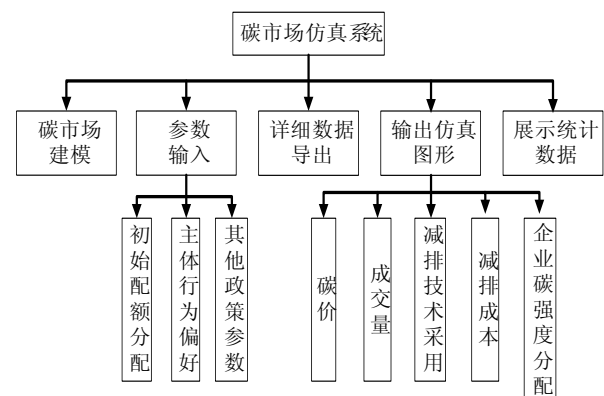 碳市场仿真系统
碳市场
建模
参数
输入
详细数据
导出
输出仿真
图形
展示统计
数据
初始配额分配
主体行为偏好
其他政策参数
碳价
成交量
减排技术采用
减排成本
企业碳强度分配